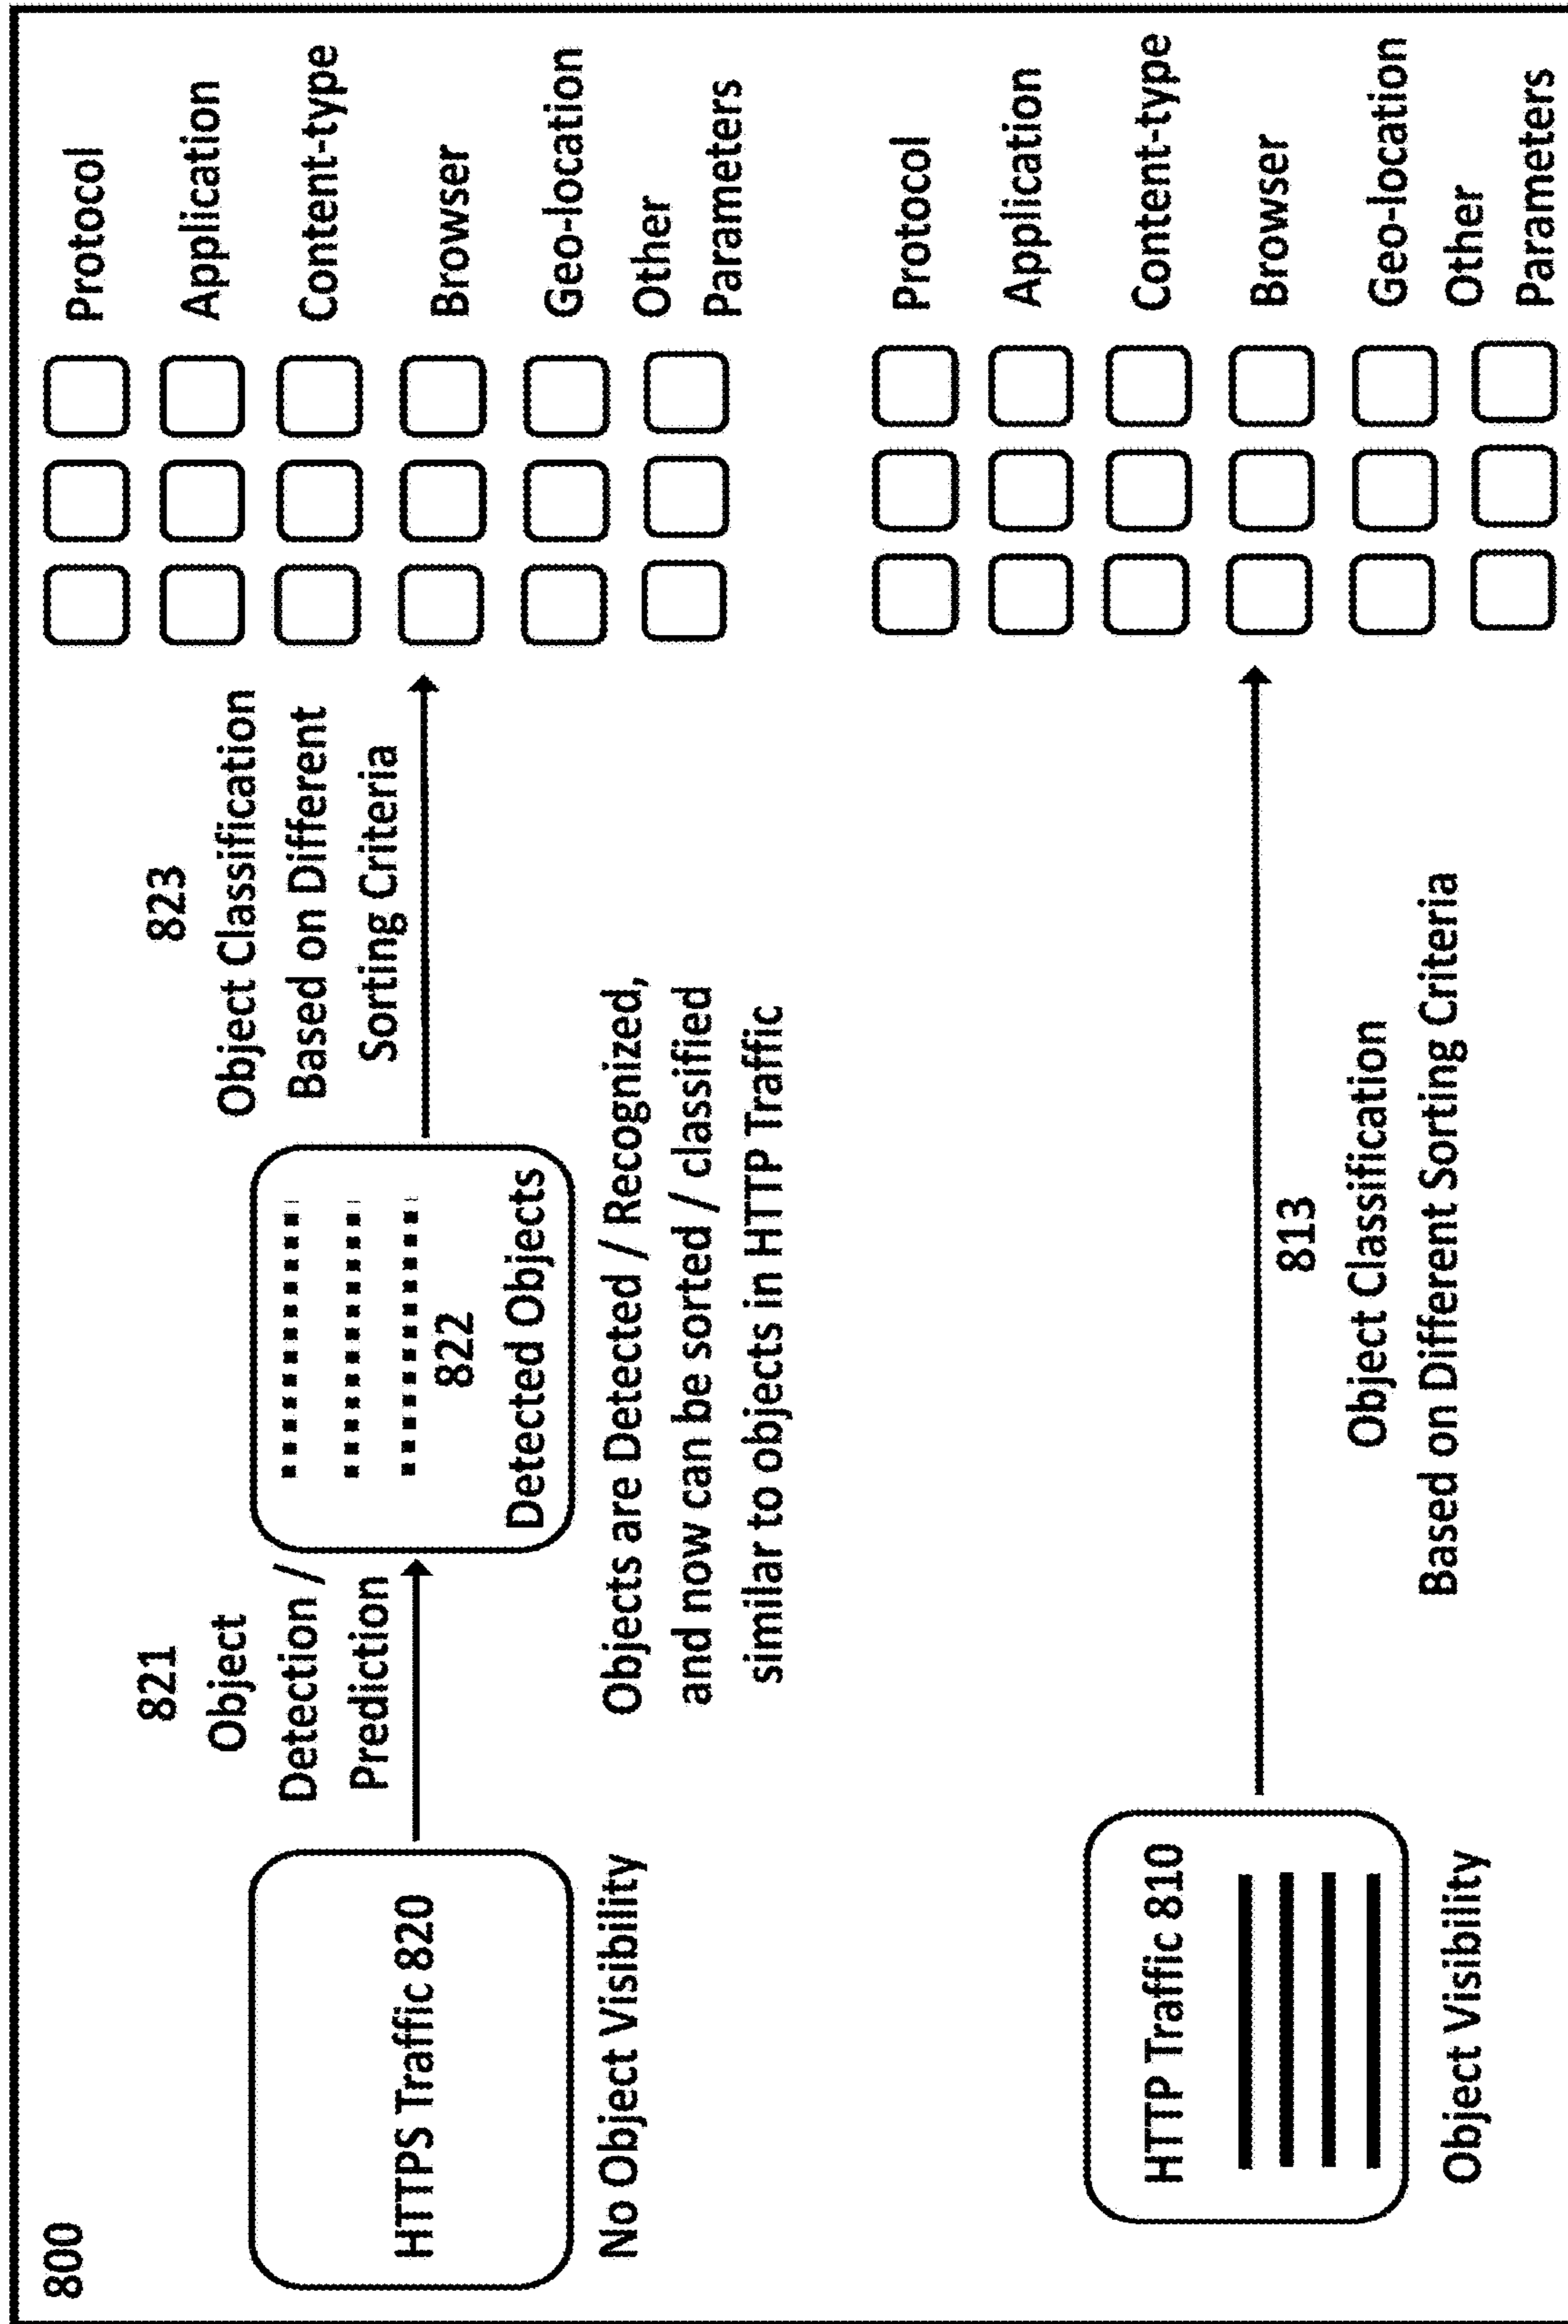 800
HTTPS Traffic 820
No Object Visibility
821
Object
Detection /
Prediction
822
Detected Objects
Objects are Detected / Recognized,
and now can be sorted / classified
similar to objects in HTTP Traffic
823
Object Classification
Based on Different
Sorting Criteria
Protocol
Application
Content-type
Browser
Geo-location
Other
Parameters
HTTP Traffic 810
Object Visibility
813
Object Classification
Based on Different Sorting Criteria
Protocol
Application
Content-type
Browser
Geo-location
Other
Parameters